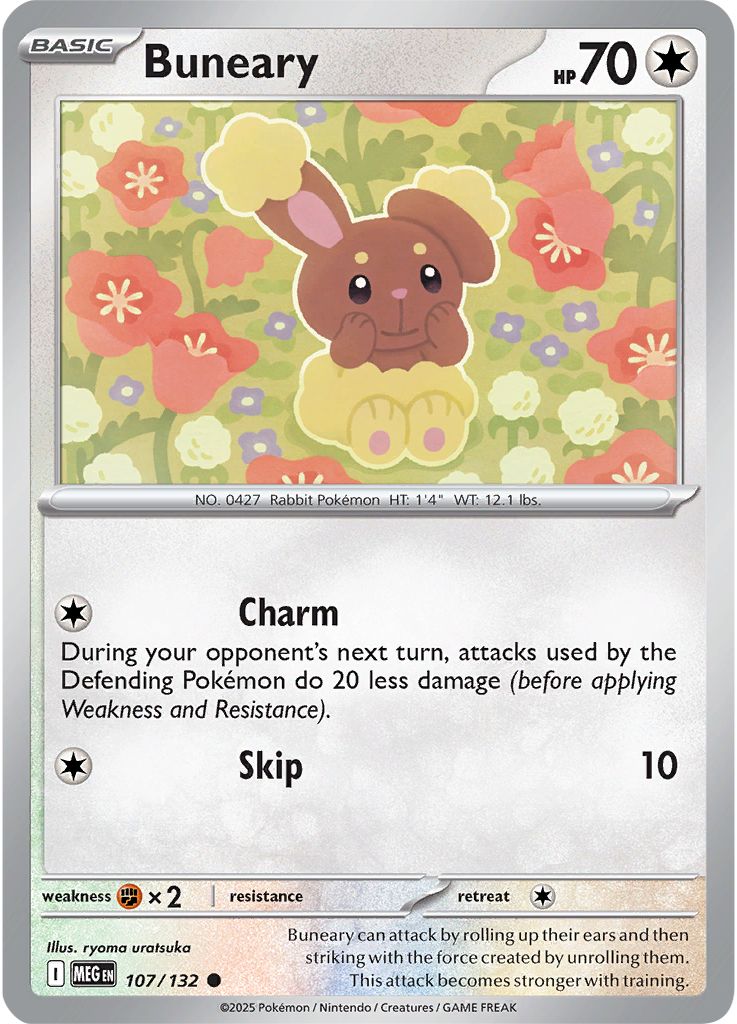 BASIC
Buneary
HP 70
NO. 0427 Rabbit Pokémon HT: 1'4" WT: 12.1 lbs.
Charm
During your opponent's next turn, attacks used by the
Defending Pokémon do 20 less damage (before applying
Weakness and Resistance).
Skip 10
weakness ×2 resistance retreat
Illus. ryoma uratsuka
Buneary can attack by rolling up their ears and then
striking with the force created by unrolling them.
This attack becomes stronger with training.
I MEG EN 107/132
©2025 Pokémon / Nintendo / Creatures / GAME FREAK